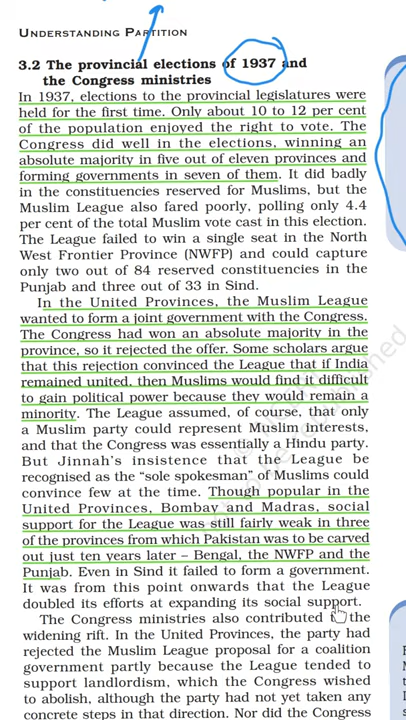 UNDERSTANDING PARTITION
3.2 The provincial elections of 1937 and
the Congress ministries
In 1937, elections to the provincial legislatures were
held for the first time. Only about 10 to 12 per cent
of the population enjoyed the right to vote. The
Congress did well in the elections, winning an
absolute majority in five out of eleven provinces and
forming governments in seven of them. It did badly
in the constituencies reserved for Muslims, but the
Muslim League also fared poorly, polling only 4.4
per cent of the total Muslim vote cast in this election.
The League failed to win a single seat in the North
West Frontier Province (NWFP) and could capture
only two out of 84 reserved constituencies in the
Punjab and three out of 33 in Sind.
In the United Provinces, the Muslim League
wanted to form a joint government with the Congress.
The Congress had won an absolute majority in the
province, so it rejected the offer. Some scholars argue
that this rejection convinced the League that if India
remained united, then Muslims would find it difficult
to gain political power because they would remain a
minority. The League assumed, of course, that only
a Muslim party could represent Muslim interests,
and that the Congress was essentially a Hindu party.
But Jinnah's insistence that the League be
recognised as the "sole spokesman" of Muslims could
convince few at the time. Though popular in the
United Provinces, Bombay and Madras, social
support for the League was still fairly weak in three
of the provinces from which Pakistan was to be carved
out just ten years later – Bengal, the NWFP and the
Punjab. Even in Sind it failed to form a government.
It was from this point onwards that the League
doubled its efforts at expanding its social support.
The Congress ministries also contributed to the
widening rift. In the United Provinces, the party had
rejected the Muslim League proposal for a coalition
government partly because the League tended to
support landlordism, which the Congress wished
to abolish, although the party had not yet taken any
concrete steps in that direction. Nor did the Congress